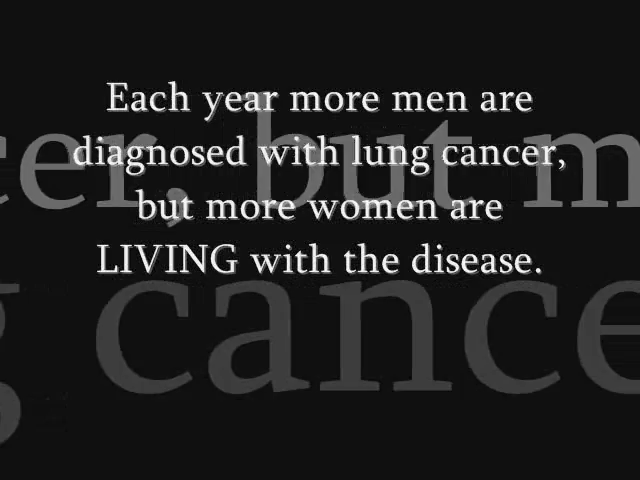 Each year more men are
diagnosed with lung cancer,
but more women are
LIVING with the disease.
cer, but m
g cance